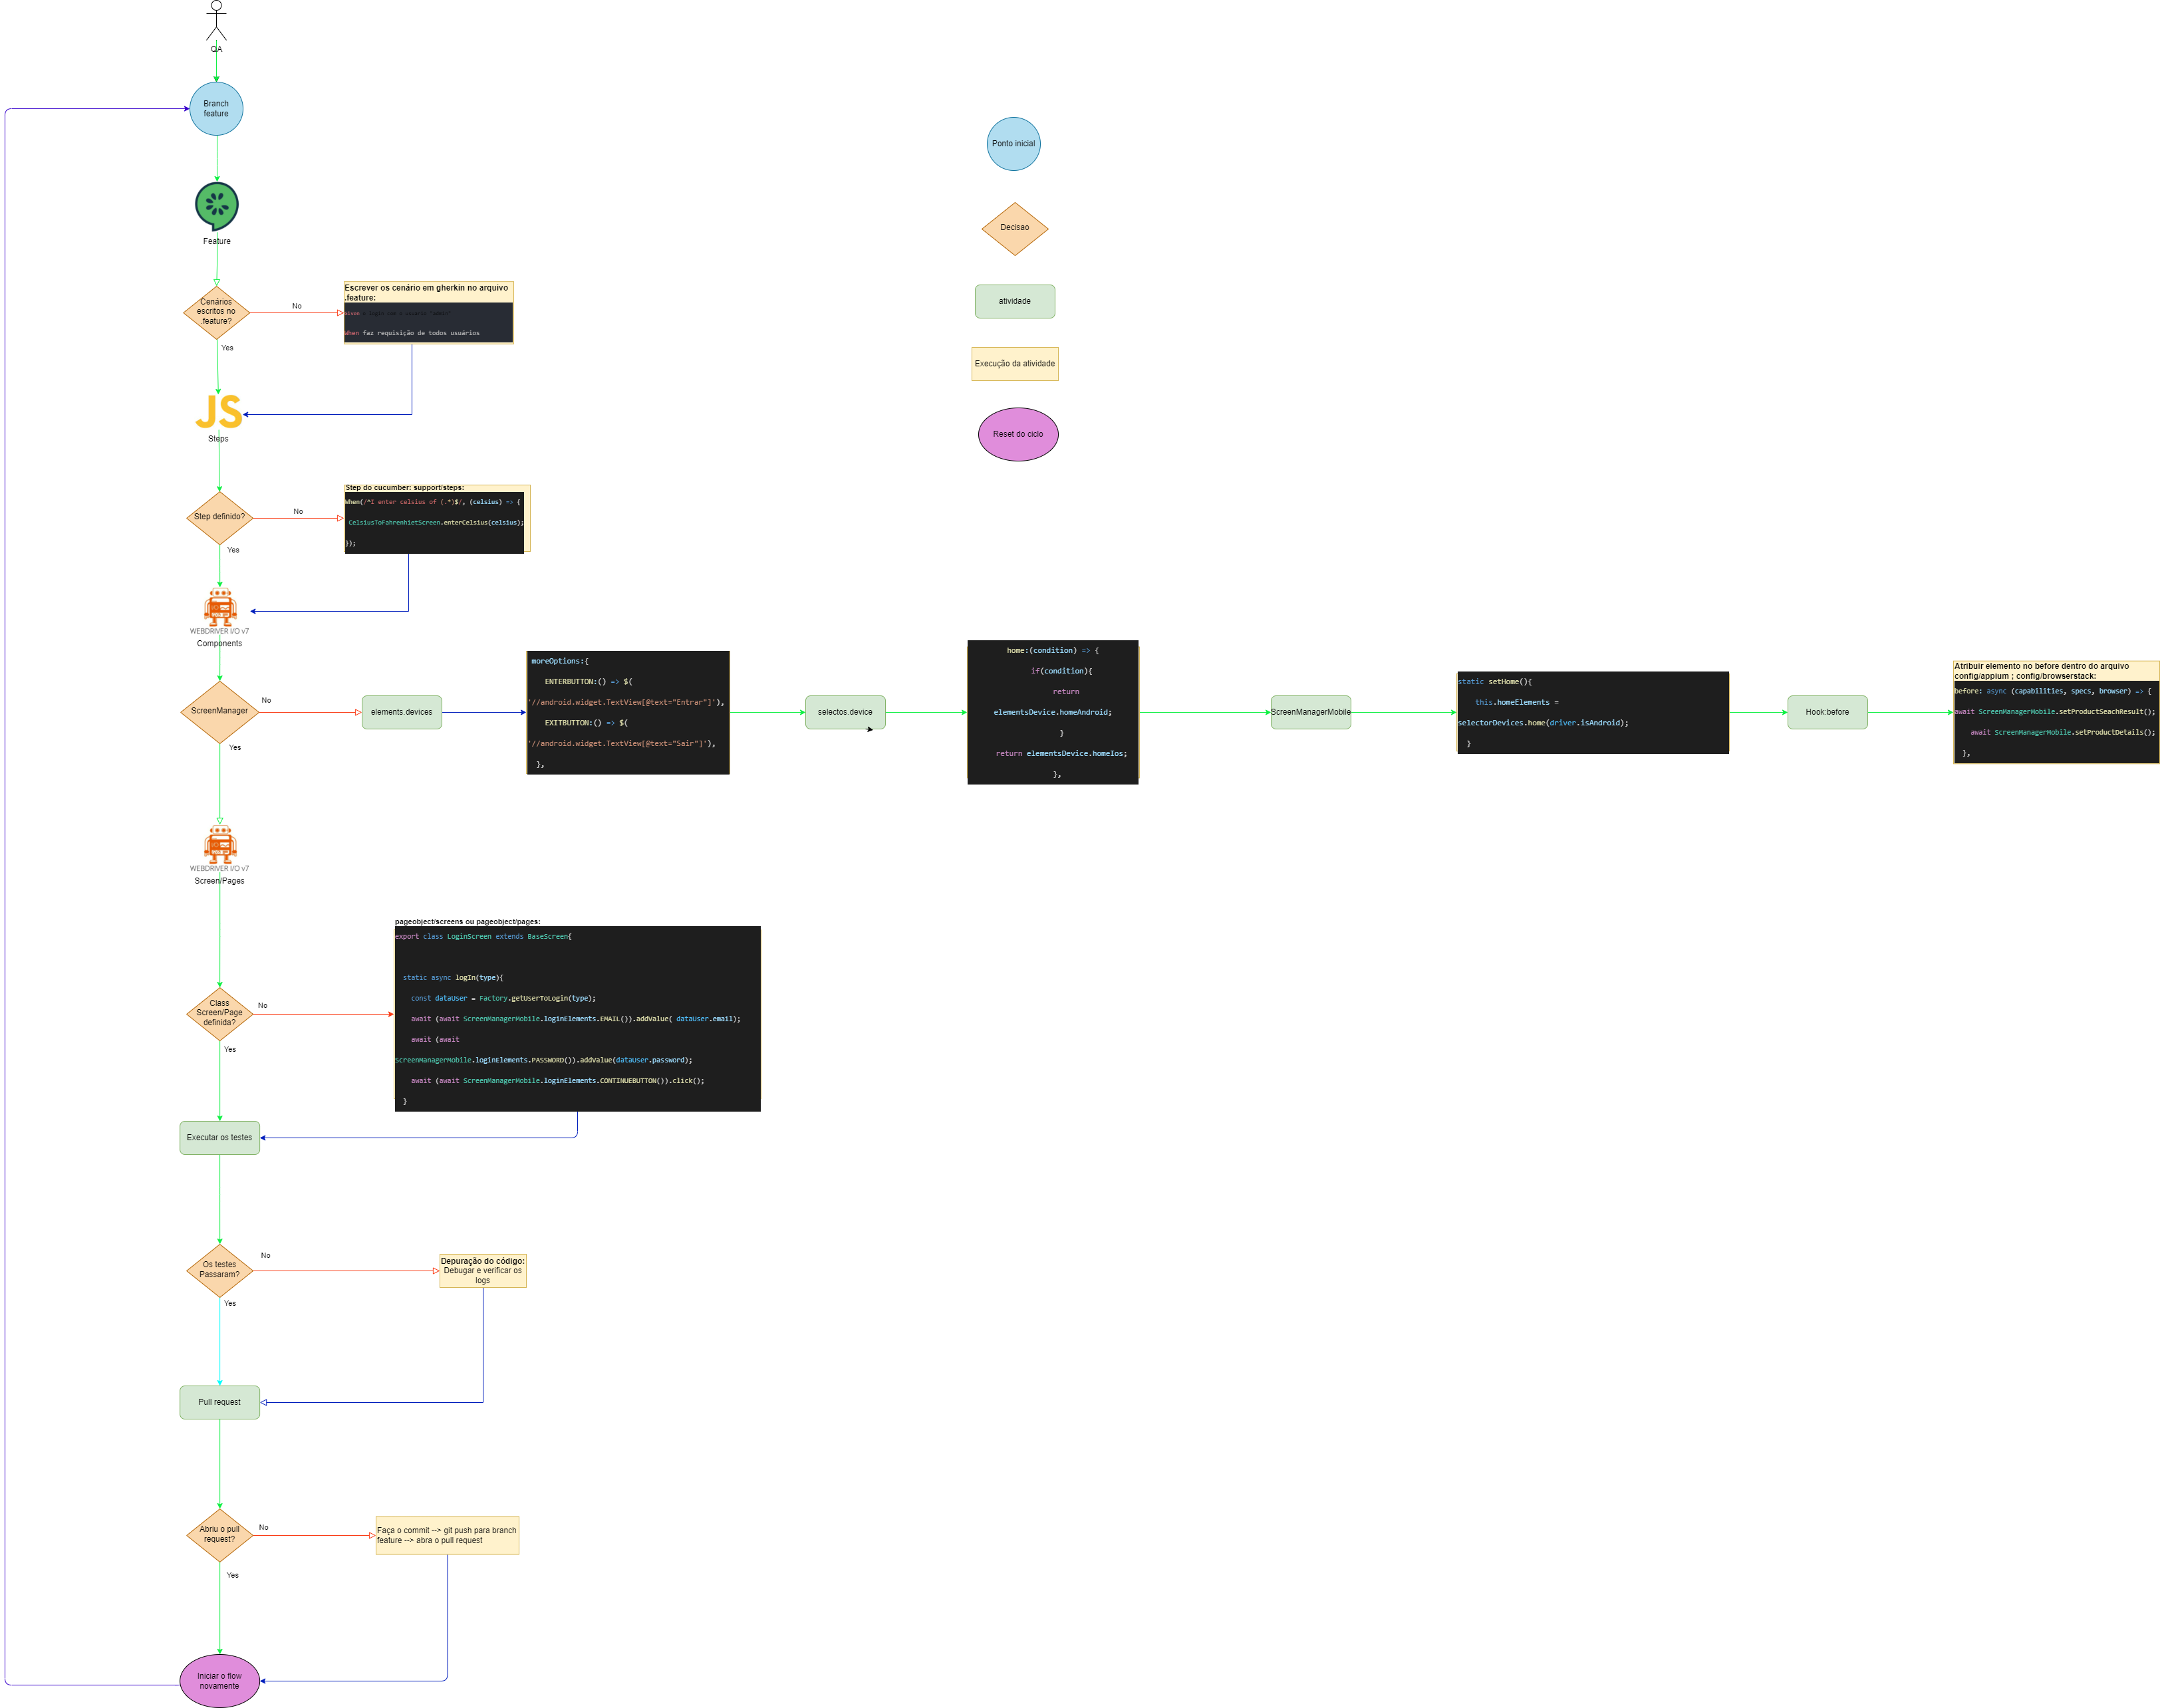 QA
Branch
feature
Feature
Cenários
escritos no
.feature?
No
Yes
Escrever os cenário em gherkin no arquivo
.feature:
Given o login com o usuário "admin"
When faz requisição de todos usuários
Steps
Step definido?
No
Yes
Step do cucumber: support/steps:
When(/^I enter celsius of (.*)$/, (celsius) => {
CelsiusToFahrenhietScreen.enterCelsius(celsius);
});
WEBDRIVER I/O v7
Components
ScreenManager
No
Yes
elements.devices
moreOptions:{
ENTERBUTTON:() => $(
'//android.widget.TextView[@text="Entrar"]'),
EXITBUTTON:() => $(
'//android.widget.TextView[@text="Sair"]'),
},
selectos.device
home:(condition) => {
if(condition){
return
elementsDevice.homeAndroid;
}
return elementsDevice.homeIos;
},
ScreenManagerMobile
static setHome(){
this.homeElements =
selectorDevices.home(driver.isAndroid);
}
Hook:before
Atribuir elemento no before dentro do arquivo
config/appium ; config/browserstack:
before: async (capabilities, specs, browser) => {
await ScreenManagerMobile.setProductSeachResult();
await ScreenManagerMobile.setProductDetails();
},
WEBDRIVER I/O v7
Screen/Pages
Class
Screen/Page
definida?
No
Yes
pageobject/screens ou pageobject/pages:
export class LoginScreen extends BaseScreen{
static async logIn(type){
const dataUser = Factory.getUserToLogin(type);
await (await ScreenManagerMobile.loginElements.EMAIL()).addValue( dataUser.email);
await (await
ScreenManagerMobile.loginElements.PASSWORD()).addValue(dataUser.password);
await (await ScreenManagerMobile.loginElements.CONTINUEBUTTON()).click();
}
Executar os testes
Os testes
Passaram?
No
Yes
Depuração do código:
Debugar e verificar os
logs
Pull request
Abriu o pull
request?
No
Yes
Faça o commit --> git push para branch
feature --> abra o pull request
Iniciar o flow
novamente
Ponto inicial
Decisao
atividade
Execução da atividade
Reset do ciclo